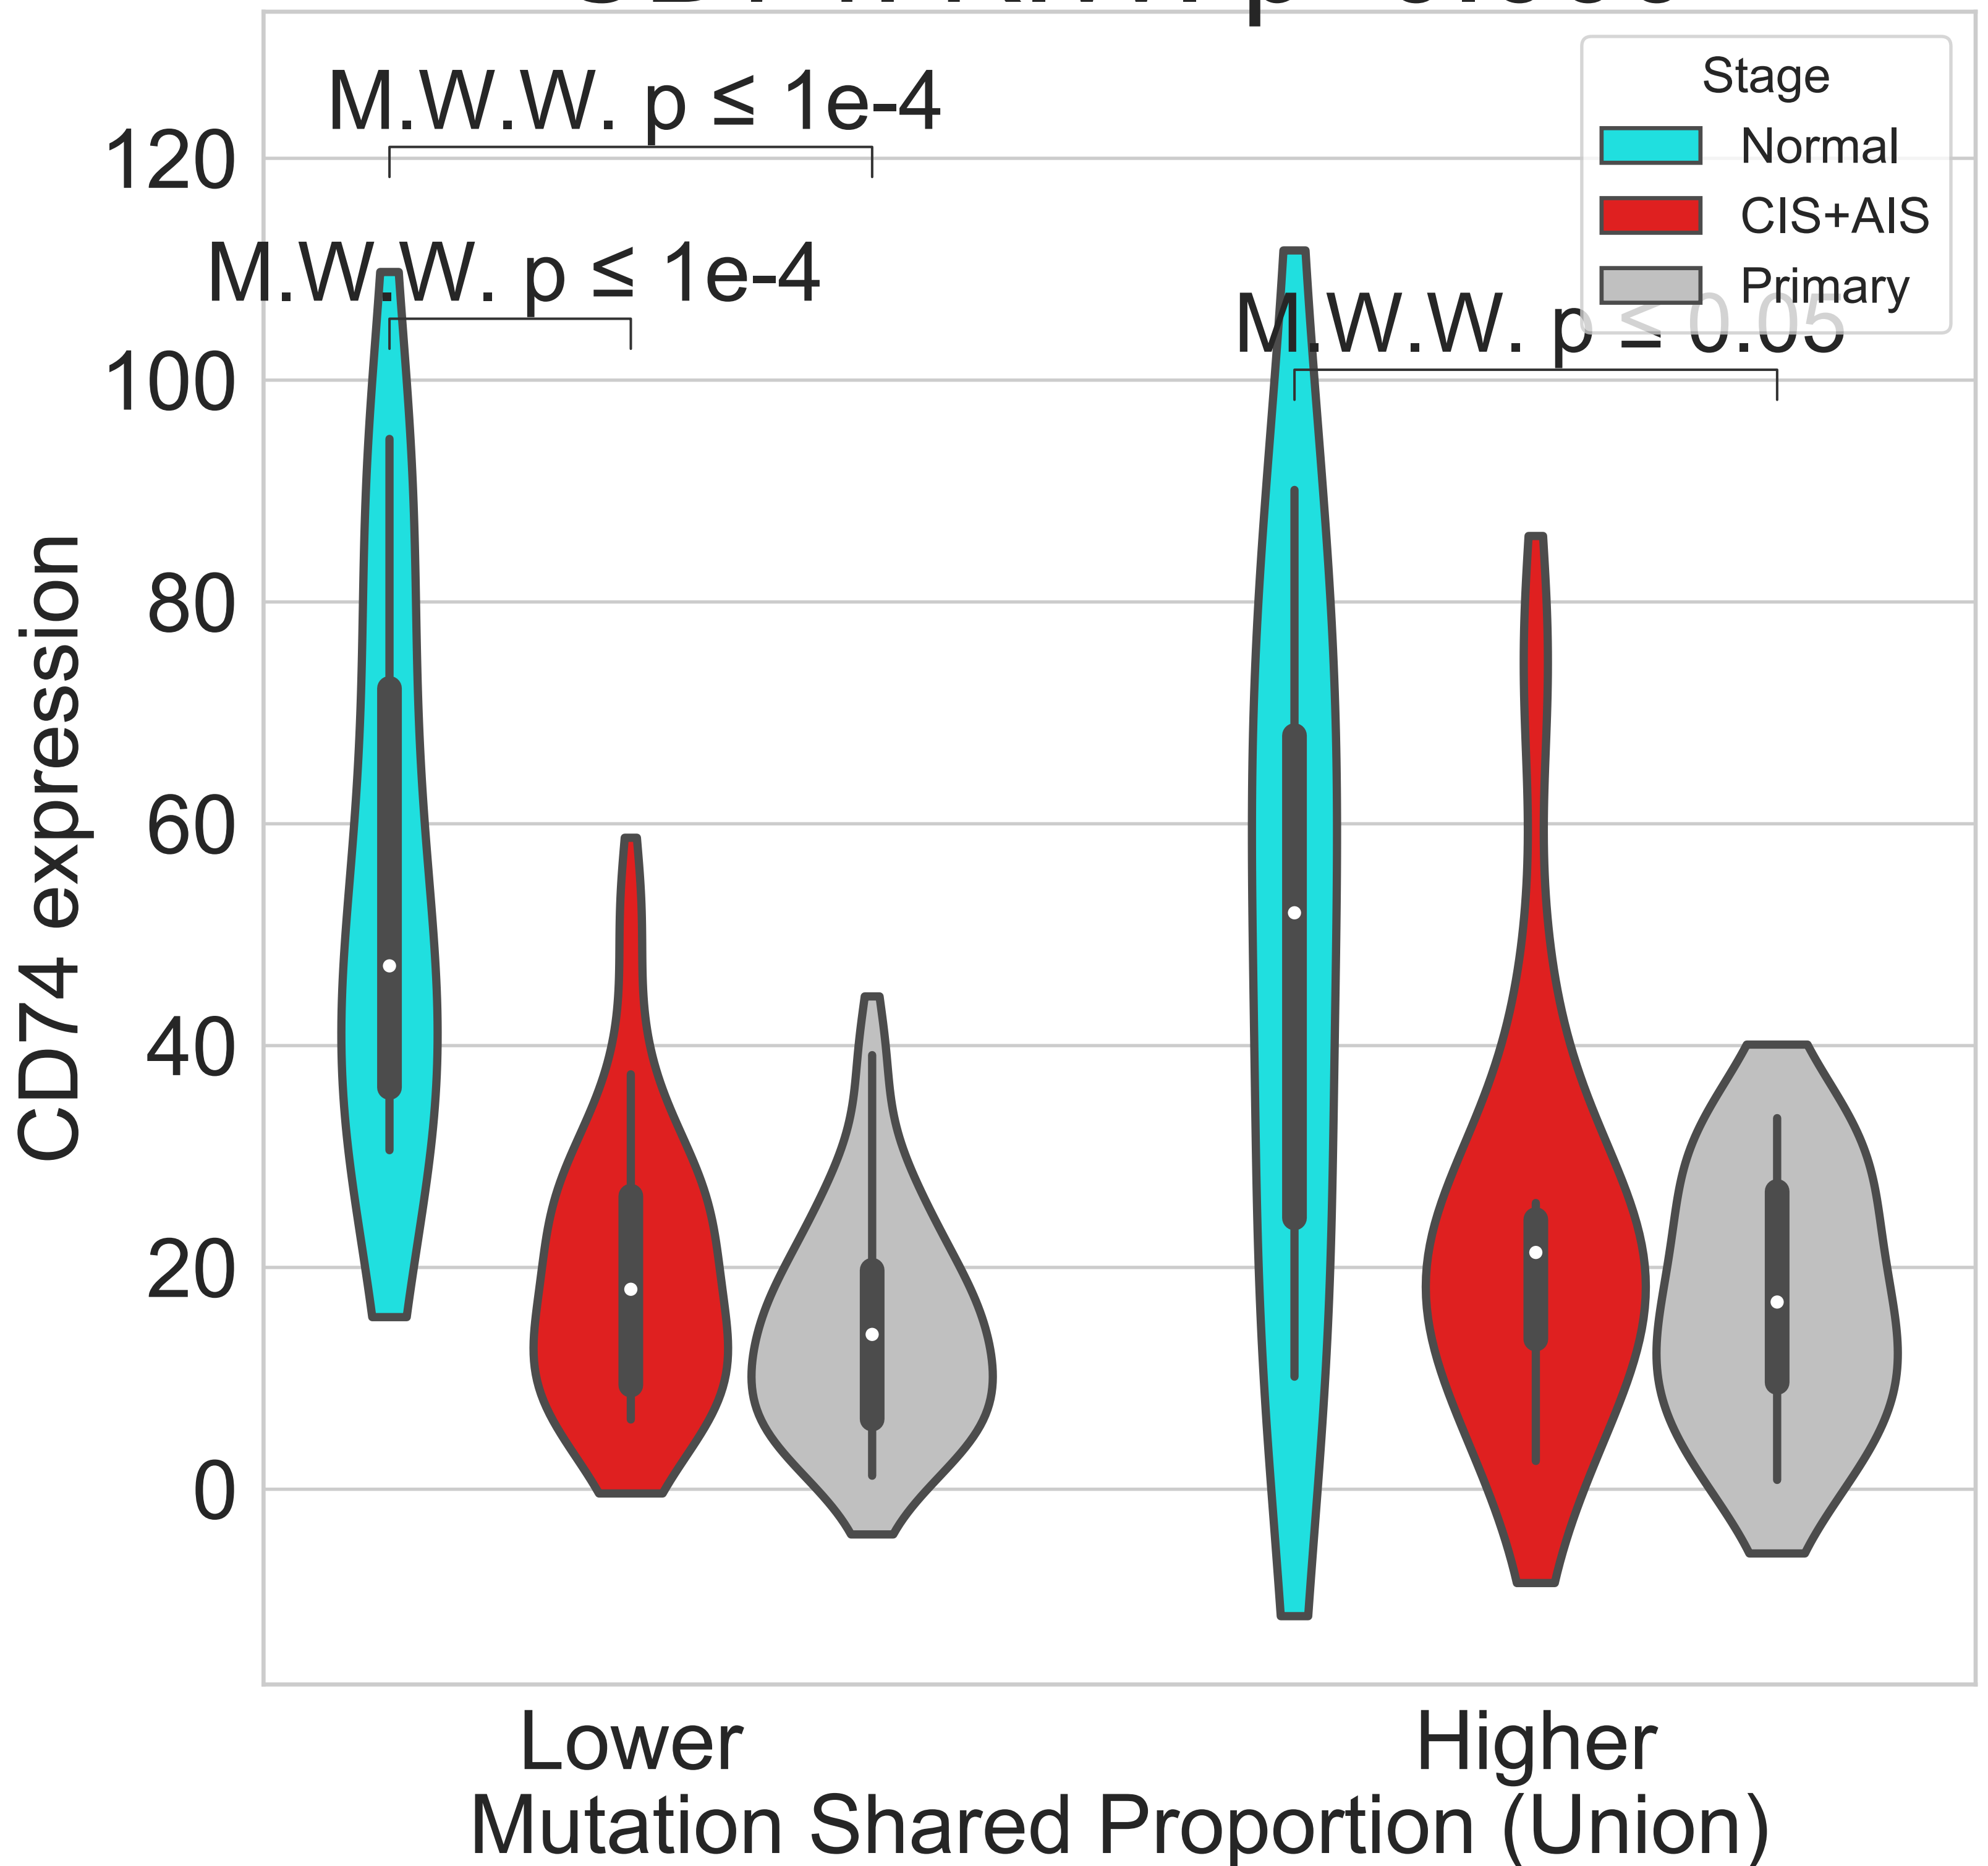 M.W.W. p ≤ 1e-4
M.W.W. p ≤ 1e-4
M.W.W. p ≤ 0.05
Stage
Normal
CIS+AIS
Primary
120
100
80
60
40
20
0
CD74 expression
Lower
Higher
Mutation Shared Proportion (Union)